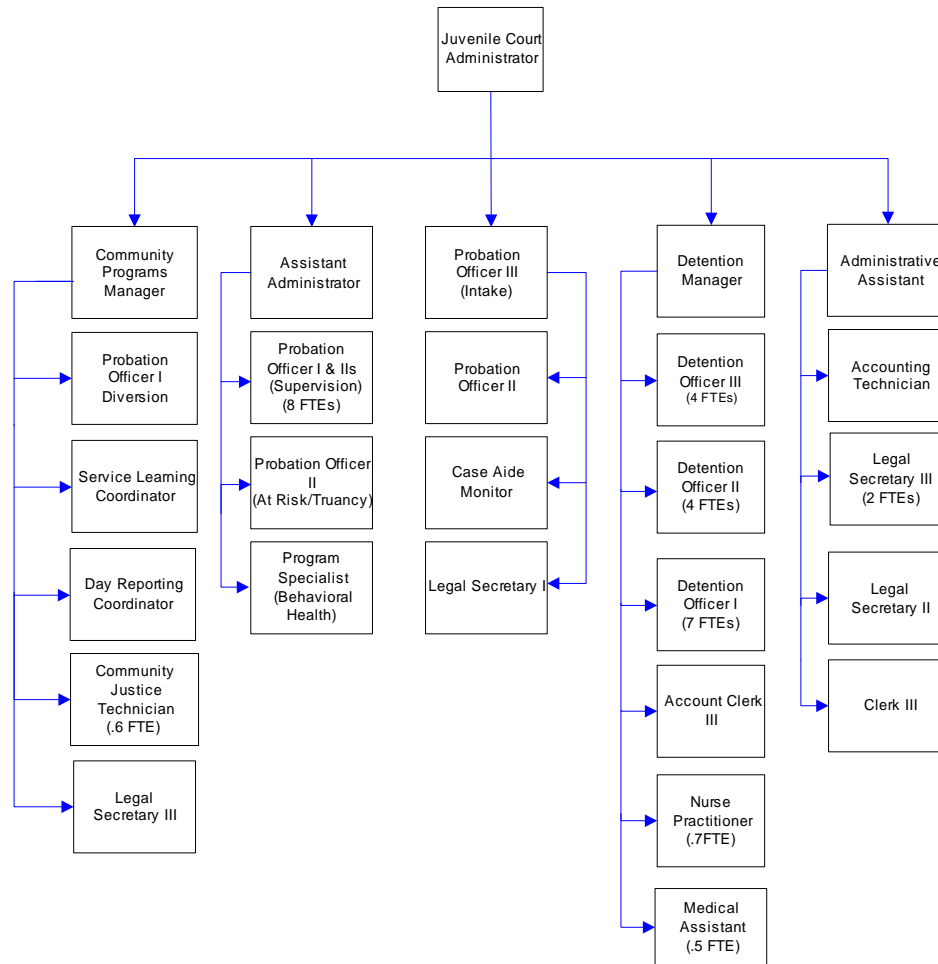 Juvenile Court
Administrator
Community
Programs
Manager
Assistant
Administrator
Probation
Officer III
(Intake)
Detention
Manager
Administrative
Assistant
Probation
Officer I
Diversion
Probation
Officer I & IIs
(Supervision)
(8 FTEs)
Probation
Officer II
Detention
Officer III
(4 FTEs)
Accounting
Technician
Service Learning
Coordinator
Probation Officer
II
(At Risk/Truancy)
Case Aide
Monitor
Detention
Officer II
(4 FTEs)
Legal
Secretary III
(2 FTEs)
Day Reporting
Coordinator
Program
Specialist
(Behavioral
Health)
Legal Secretary I
Detention
Officer I
(7 FTEs)
Legal
Secretary II
Community
Justice
Technician
(.6 FTE)
Account Clerk
III
Clerk III
Legal
Secretary III
Nurse
Practitioner
(.7FTE)
Medical
Assistant
(.5 FTE)